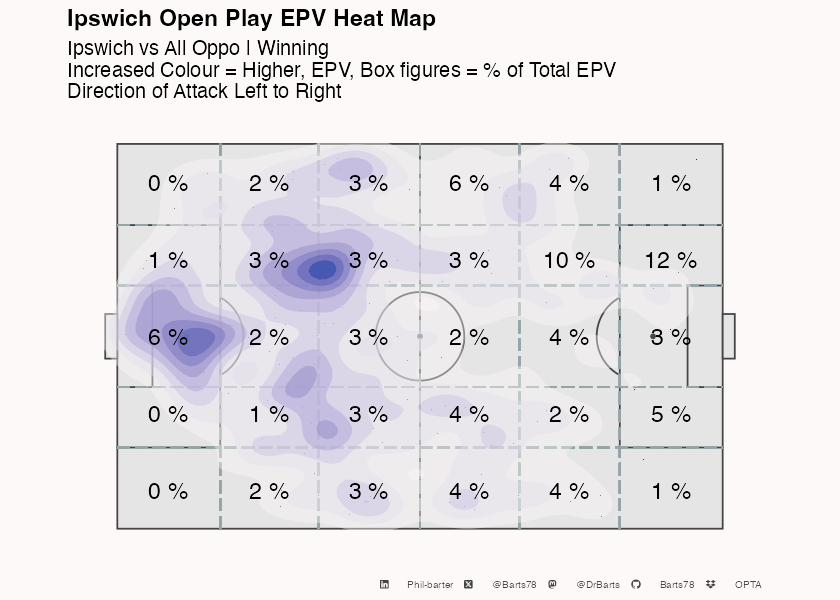 Ipswich Open Play EPV Heat Map
Ipswich vs All Oppo | Winning
Increased Colour = Higher, EPV, Box figures = % of Total EPV
Direction of Attack Left to Right
0 % 2 % 3 % 6 % 4 % 1 %
1 % 3 % 3 % 3 % 10 % 12 %
6 % 2 % 3 % 2 % 4 % 3 %
0 % 1 % 3 % 4 % 2 % 5 %
0 % 2 % 3 % 4 % 4 % 1 %
Phil-barter @Barts78 @DrBarts Barts78 OPTA